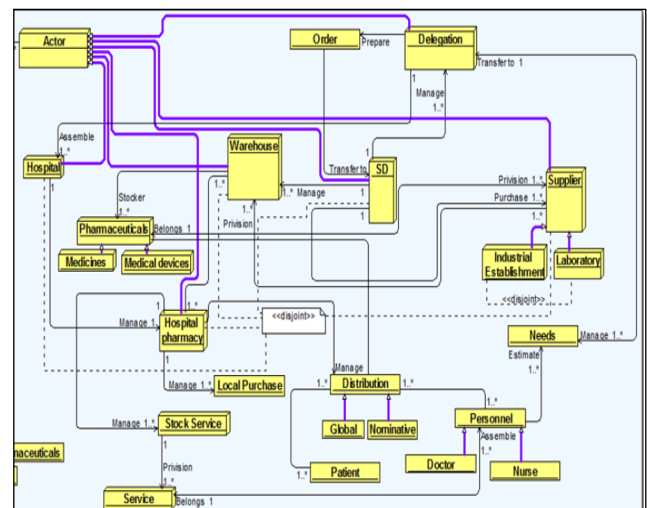 Actor
Order
Delegation
Prepare
Transfer to 1
Manage
1..*
1
Assemble
1..*
Hospital
1
Warehouse
1..*
1..*
Manage
1..*
Transfer to
SD
1
1
1
Supplier
Privision 1..*
Purchase 1..*
1..*
Stocker
1..*
Privision
Pharmaceuticals
Belongs 1
Medicines
Medical devices
Industrial
Establishment
Laboratory
<<disjoint>>
1
1..*
<<disjoint>>
Manage 1
Hospital
pharmacy
1
Needs
Manage 1..*
Estimate
1..*
Manage
1..*
Distribution
1..*
Manage 1..*
Local Purchase
Global
Nominative
1..*
Personnel
Manage 1..*
Stock Service
1
Assemble
1..*
Doctor
Nurse
maceuticals
Privision
1..*
1..*
Patient
Service
Belongs 1